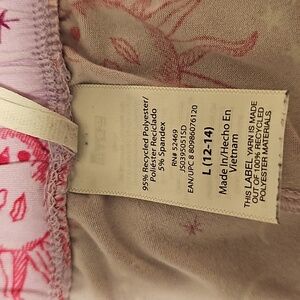 95% Recycled Polyester/
Poliéster Reciclado
5% Spandex
RN# 52469
EAN/UPC 8 80986076120
L (12-14)
Made In/Hecho En
Vietnam
THIS LABEL YARN IS MADE
OUT OF 100% RECYCLED
POLYESTER MATERIALS